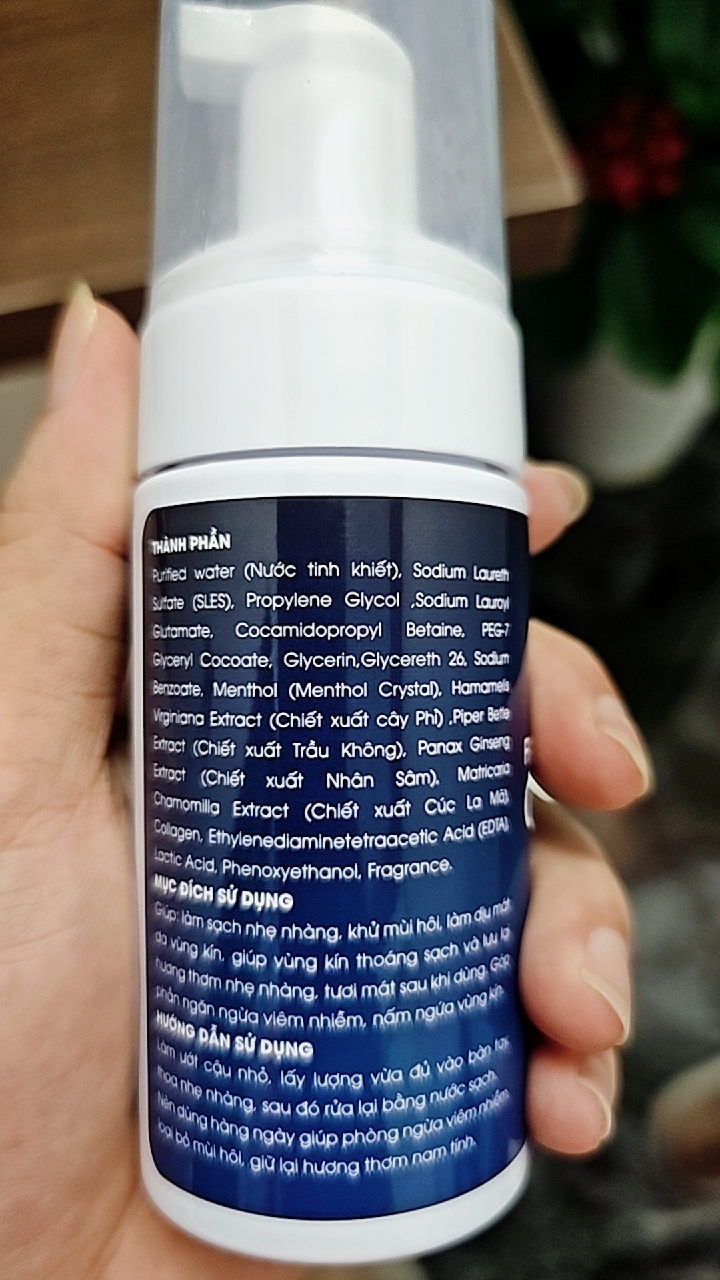 THÀNH PHẦN
Purified water (Nước tinh khiết), Sodium Laureth
Sulfate (SLES), Propylene Glycol ,Sodium Lauroyl
Glutamate, Cocamidopropyl Betaine, PEG-7
Glyceryl Cocoate, Glycerin,Glycereth 26, Sodium
Benzoate, Menthol (Menthol Crystal), Hamamelis
Virginiana Extract (Chiết xuất cây Phỉ) ,Piper Betle
Extract (Chiết xuất Trầu Không), Panax Ginseng
Extract (Chiết xuất Nhân Sâm), Matricaria
Chamomilla Extract (Chiết xuất Cúc La Mã),
Collagen, Ethylenediaminetetraacetic Acid (EDTA),
Lactic Acid, Phenoxyethanol, Fragrance.
MỤC ĐÍCH SỬ DỤNG
Giúp: làm sạch nhẹ nhàng, khử mùi hôi, làm dịu mát
da vùng kín, giúp vùng kín thoáng sạch và lưu lại
hương thơm nhẹ nhàng, tươi mát sau khi dùng. Góp
phần ngăn ngừa viêm nhiễm, nấm ngứa vùng kín.
HƯỚNG DẪN SỬ DỤNG
Làm ướt cậu nhỏ, lấy lượng vừa đủ vào bàn tay,
thoa nhẹ nhàng, sau đó rửa lại bằng nước sạch.
Nên dùng hàng ngày giúp phòng ngừa viêm nhiễm,
loại bỏ mùi hôi, giữ lại hương thơm nam tính.